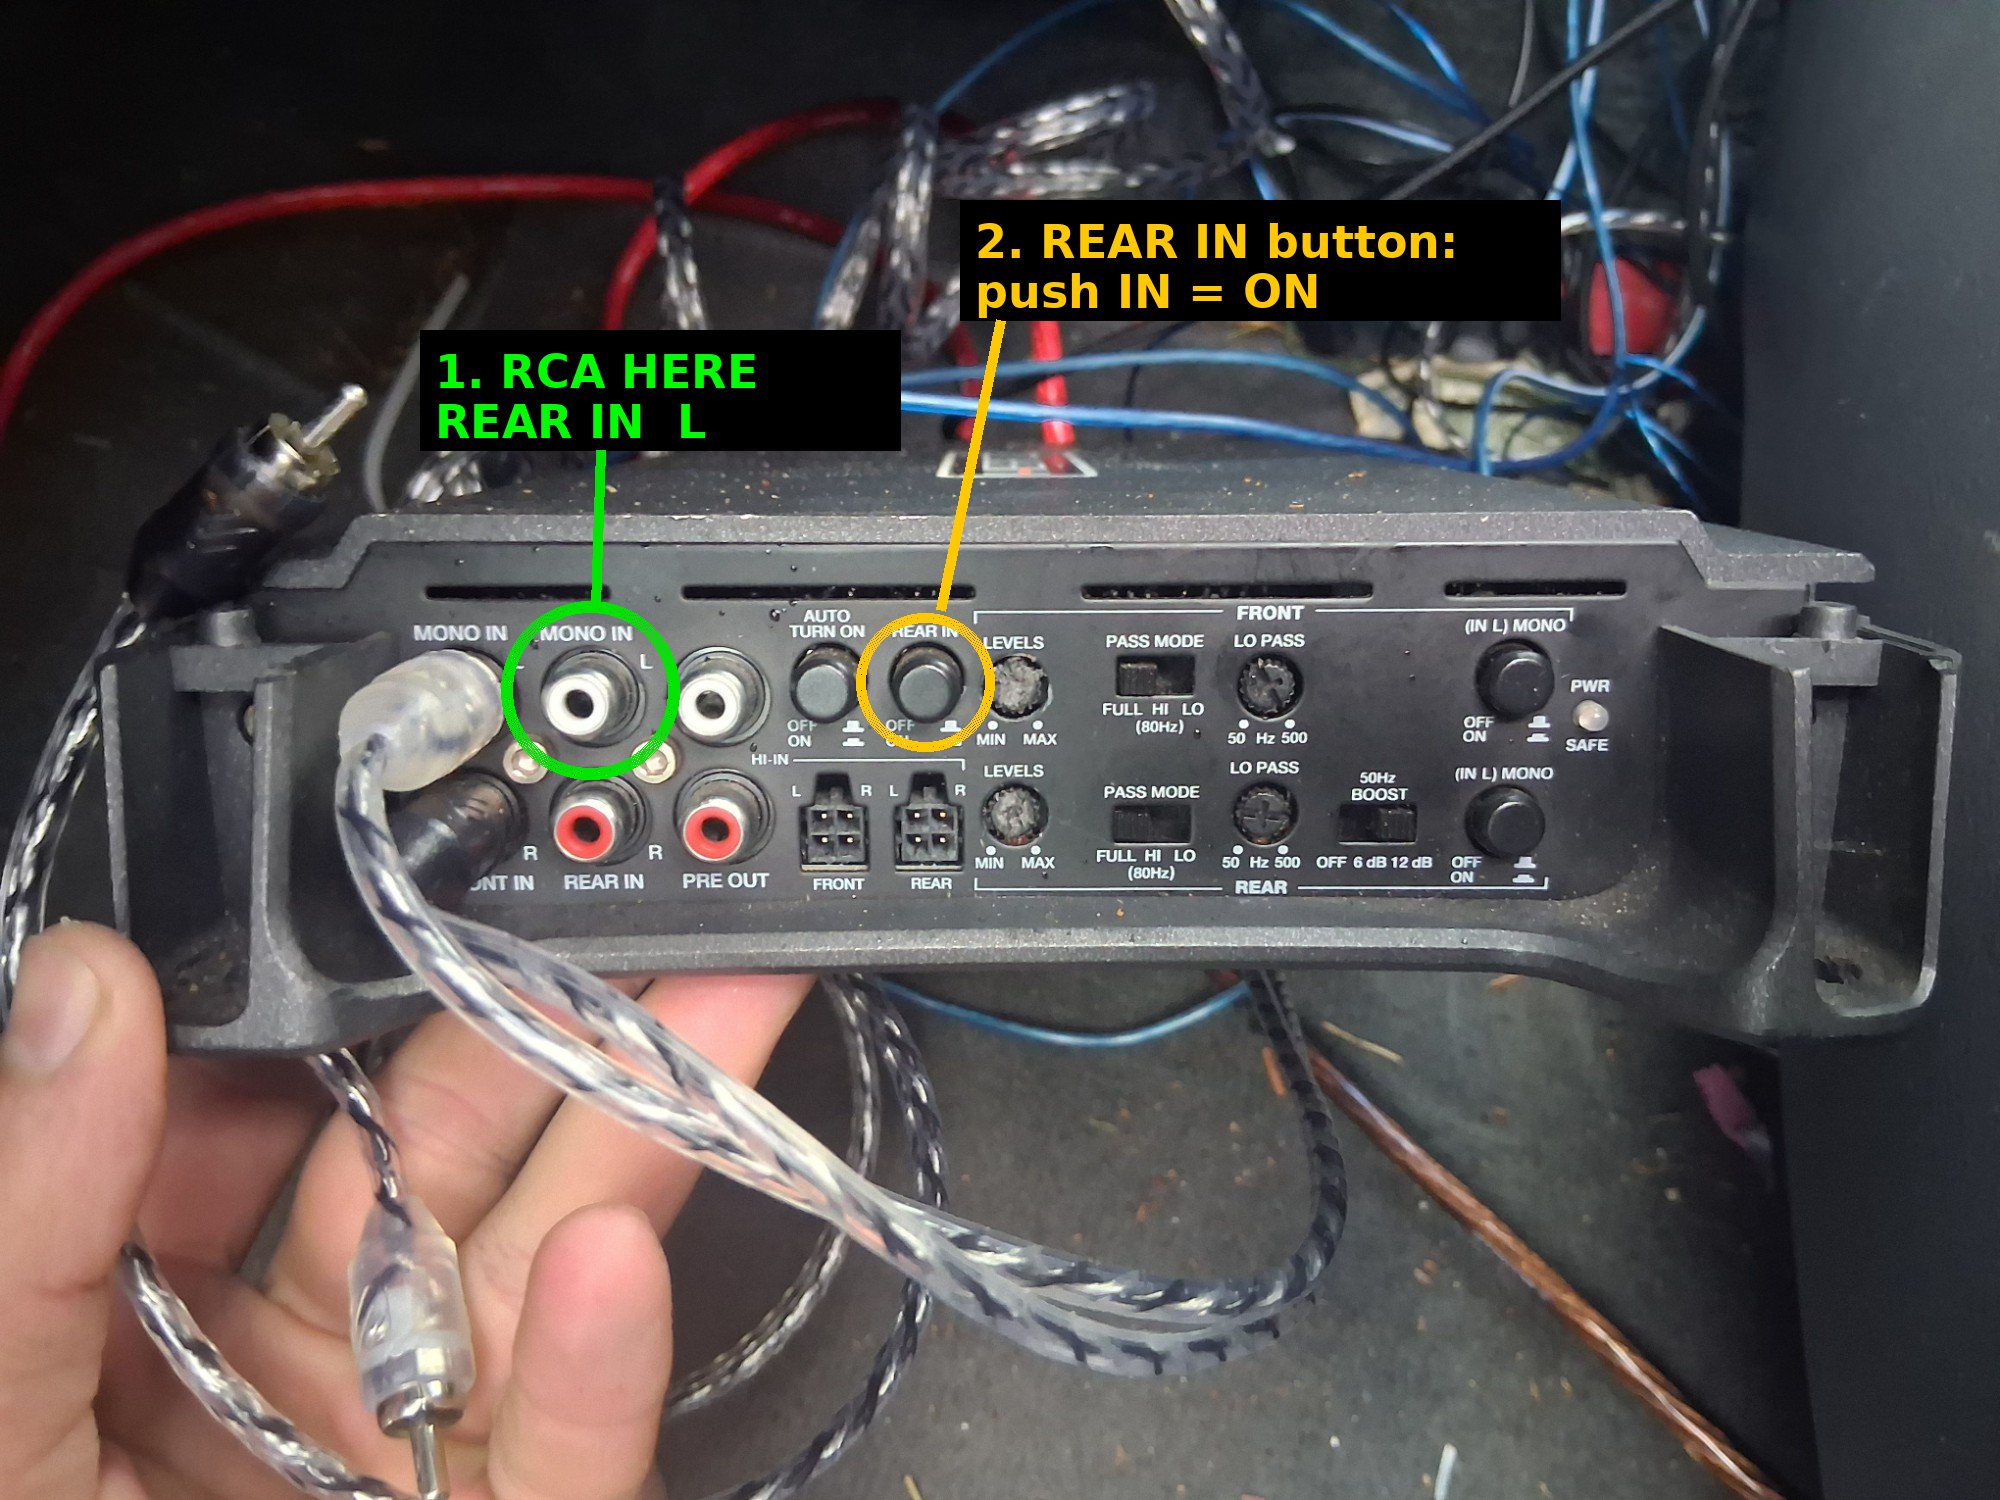 2. REAR IN button:
push IN = ON
1. RCA HERE
REAR IN L
AUTO
TURN ON
REAR IN
MONO IN
MONO IN
L
L
OFF
ON
OFF
ON
FRONT
LEVELS
MIN MAX
PASS MODE
FULL HI LO
(80Hz)
LO PASS
50 Hz 500
(IN L) MONO
OFF
ON
PWR
SAFE
HI-IN
L R
L R
FRONT
REAR
R
R
NT IN
REAR IN
PRE OUT
LEVELS
MIN MAX
PASS MODE
FULL HI LO
(80Hz)
LO PASS
50 Hz 500
50Hz
BOOST
OFF 6 dB 12 dB
(IN L) MONO
OFF
ON
REAR